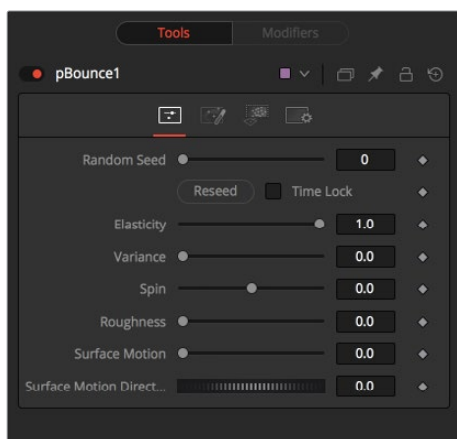 Tools Modifiers
pBounce1
Random Seed 0
Reseed Time Lock
Elasticity 1.0
Variance 0.0
Spin 0.0
Roughness 0.0
Surface Motion 0.0
Surface Motion Direct... 0.0